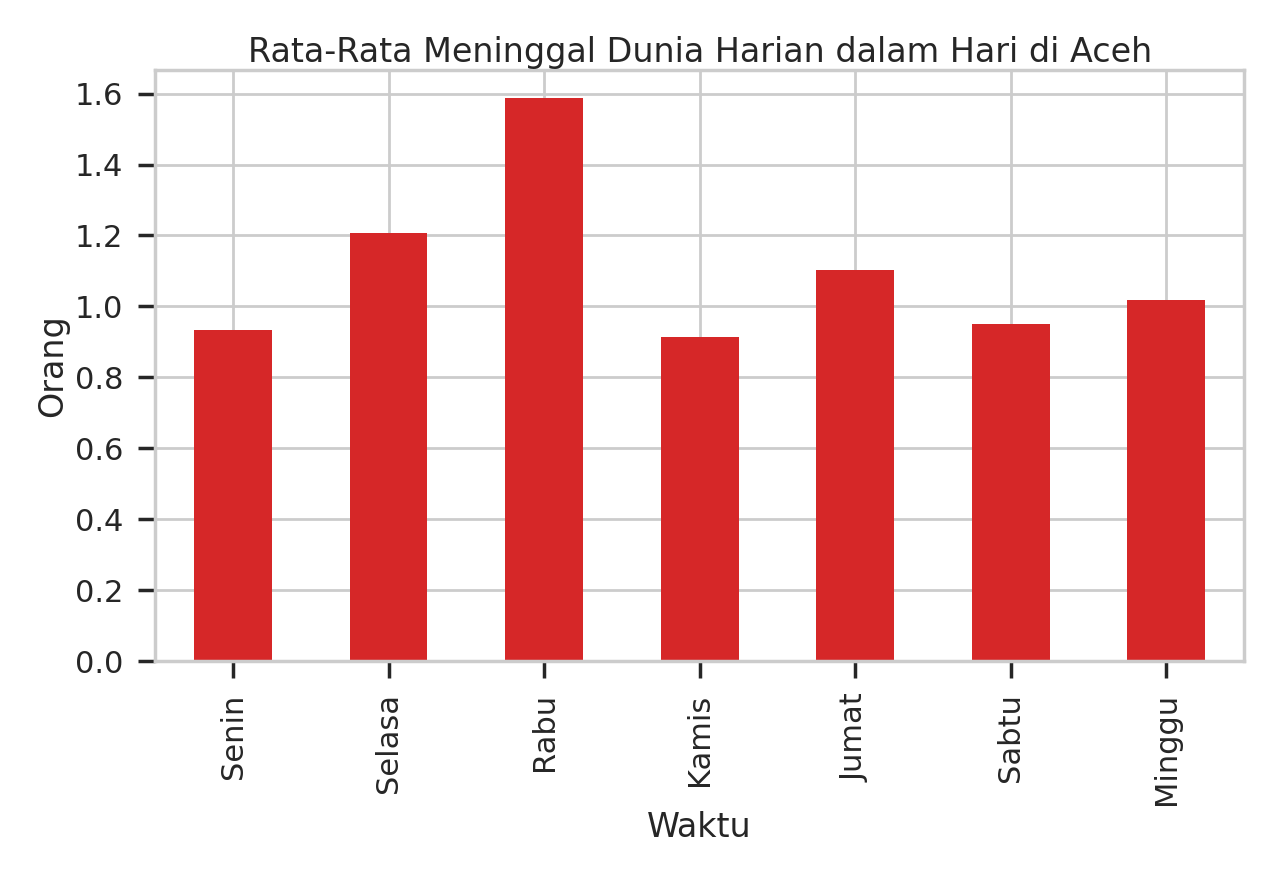 Rata-Rata Meninggal Dunia Harian dalam Hari di Aceh
1.6
1.4
1.2
1.0
0.8
0.6
0.4
0.2
0.0
Orang
Senin
Selasa
Rabu
Kamis
Jumat
Sabtu
Minggu
Waktu